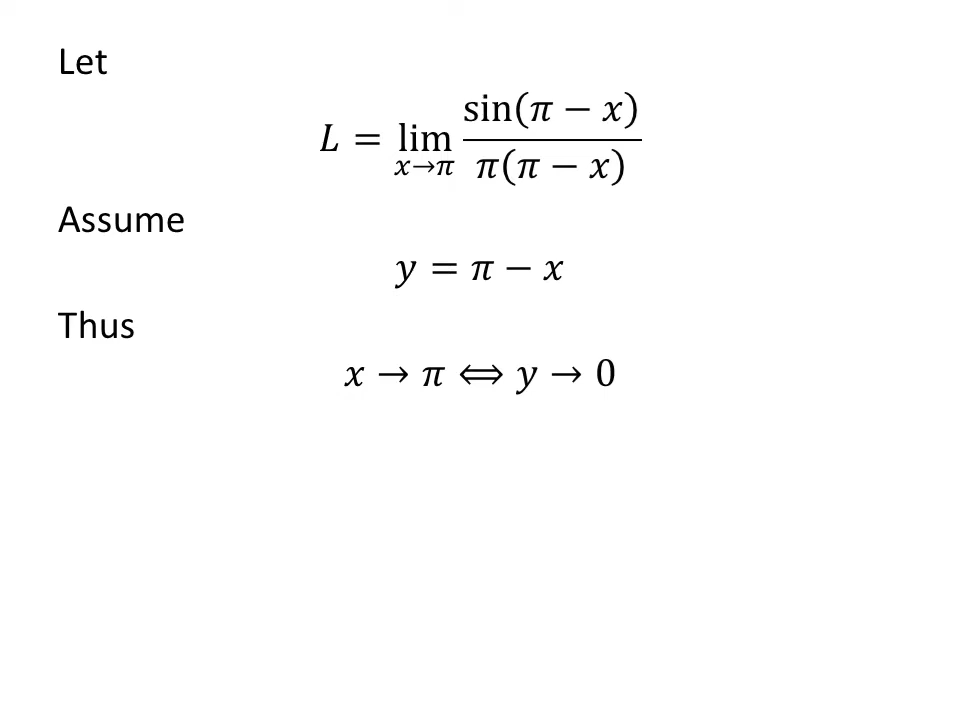 Let
𝐿 = lim_{𝑥→𝜋} sin(𝜋 − 𝑥) / 𝜋(𝜋 − 𝑥)
Assume
𝑦 = 𝜋 − 𝑥
Thus
𝑥 → 𝜋 ⟺ 𝑦 → 0